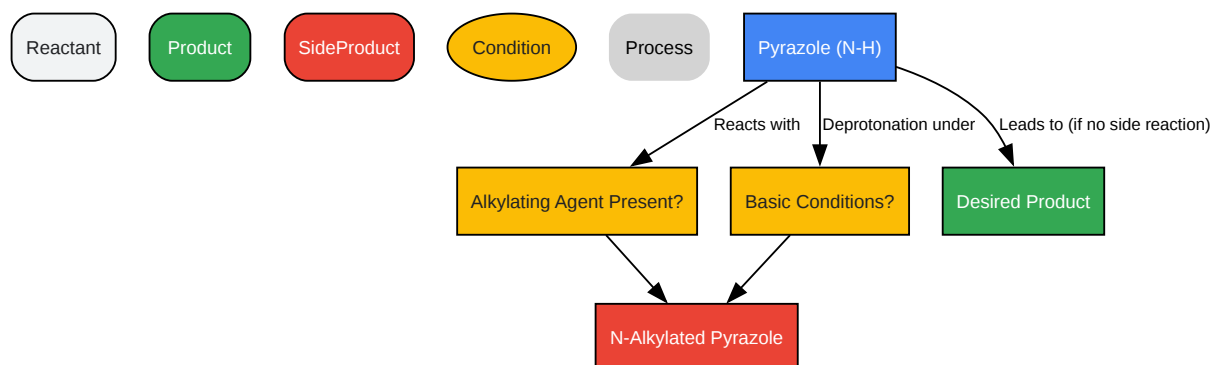 Reactant
Product
SideProduct
Condition
Process
Pyrazole (N-H)
Reacts with
Deprotonation under
Leads to (if no side reaction)
Alkylating Agent Present?
Basic Conditions?
Desired Product
N-Alkylated Pyrazole